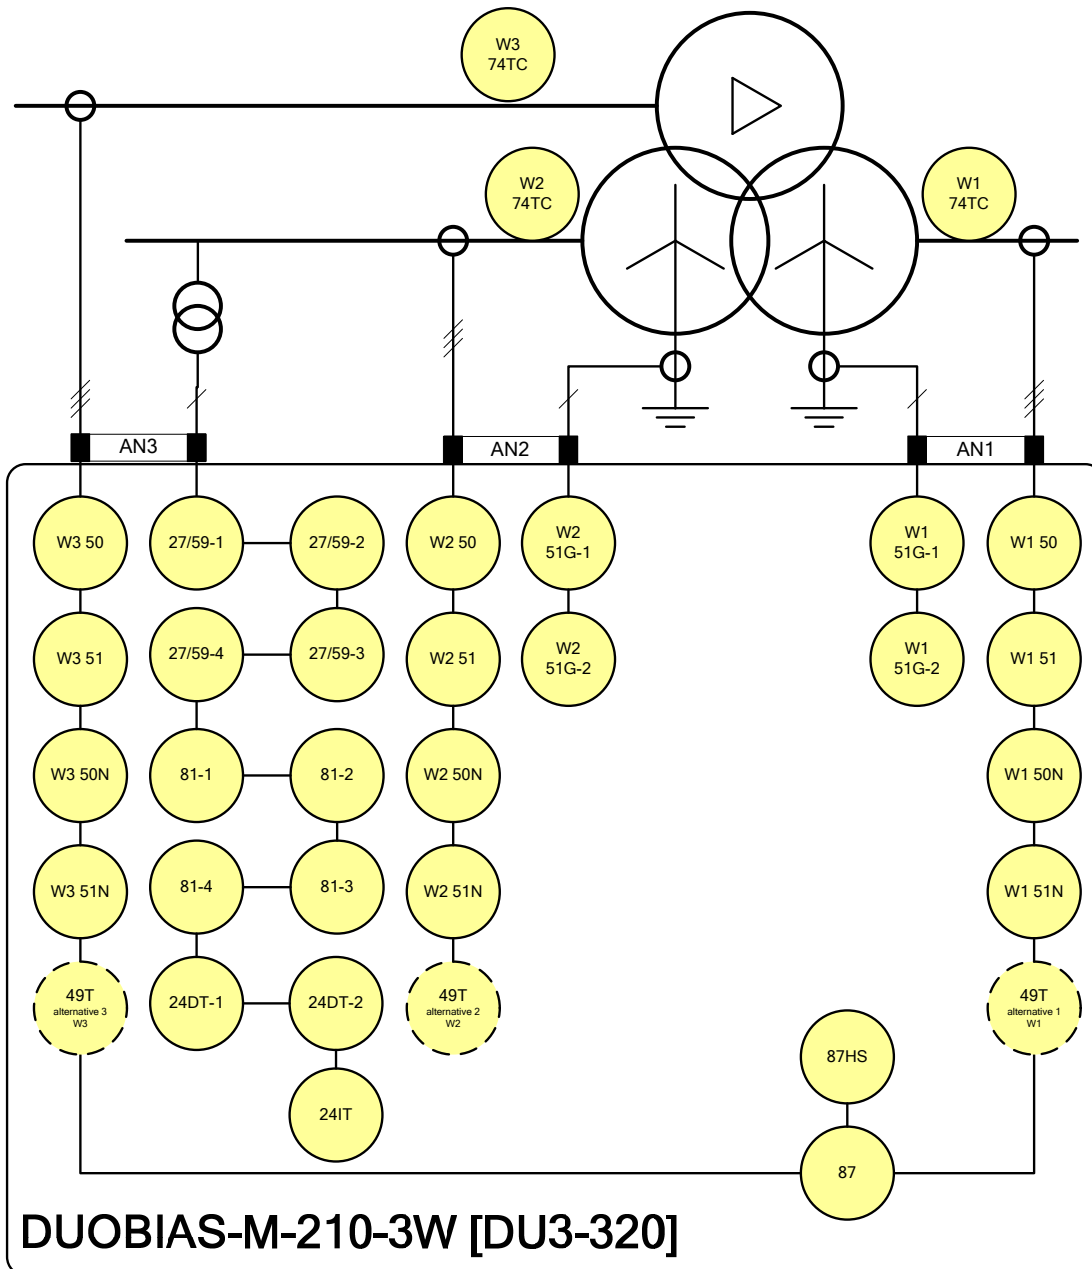 W3
74TC
W2
74TC
W1
74TC
AN3
AN2
AN1
W3 50
27/59-1
27/59-2
W2 50
W2
51G-1
W1
51G-1
W1 50
W3 51
27/59-4
27/59-3
W2 51
W2
51G-2
W1
51G-2
W1 51
W3 50N
81-1
81-2
W2 50N
W1 50N
W3 51N
81-4
81-3
W2 51N
W1 51N
49T
alternative 3
W3
24DT-1
24DT-2
49T
alternative 2
W2
49T
alternative 1
W1
87HS
24IT
87
DUOBIAS-M-210-3W [DU3-320]